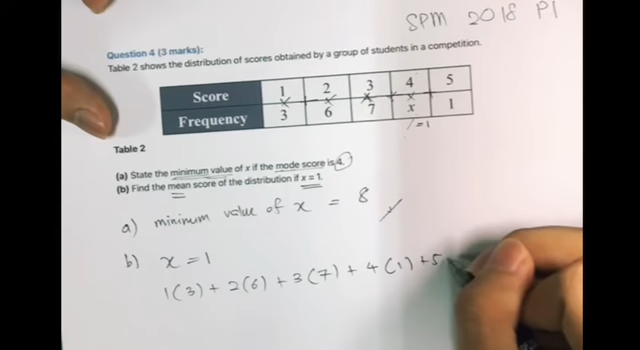 SPM 2018 P1
Question 4 (3 marks):
Table 2 shows the distribution of scores obtained by a group of students in a competition.
Score 1 2 3 4 5
Frequency 3 6 7 x 1
/=1
Table 2
(a) State the minimum value of x if the mode score is 4.
(b) Find the mean score of the distribution if x = 1.
a) mininum value of x = 8
b) x = 1
1(3) + 2(6) + 3(7) + 4(1) + 5